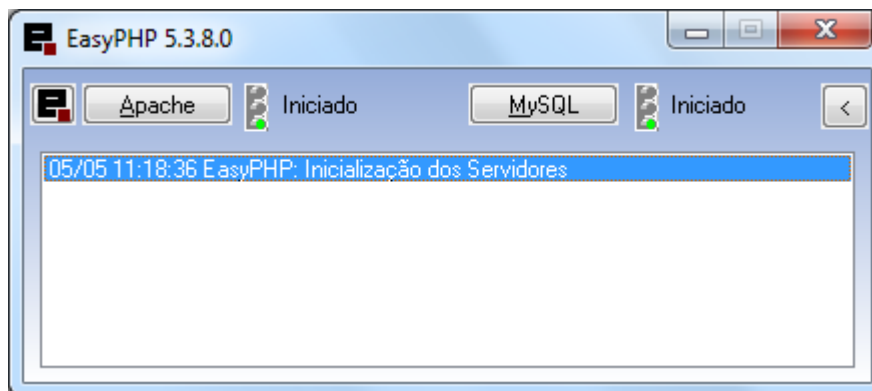 EasyPHP 5.3.8.0
Apache Iniciado MySQL Iniciado <
05/05 11:18:36 EasyPHP: Inicialização dos Servidores